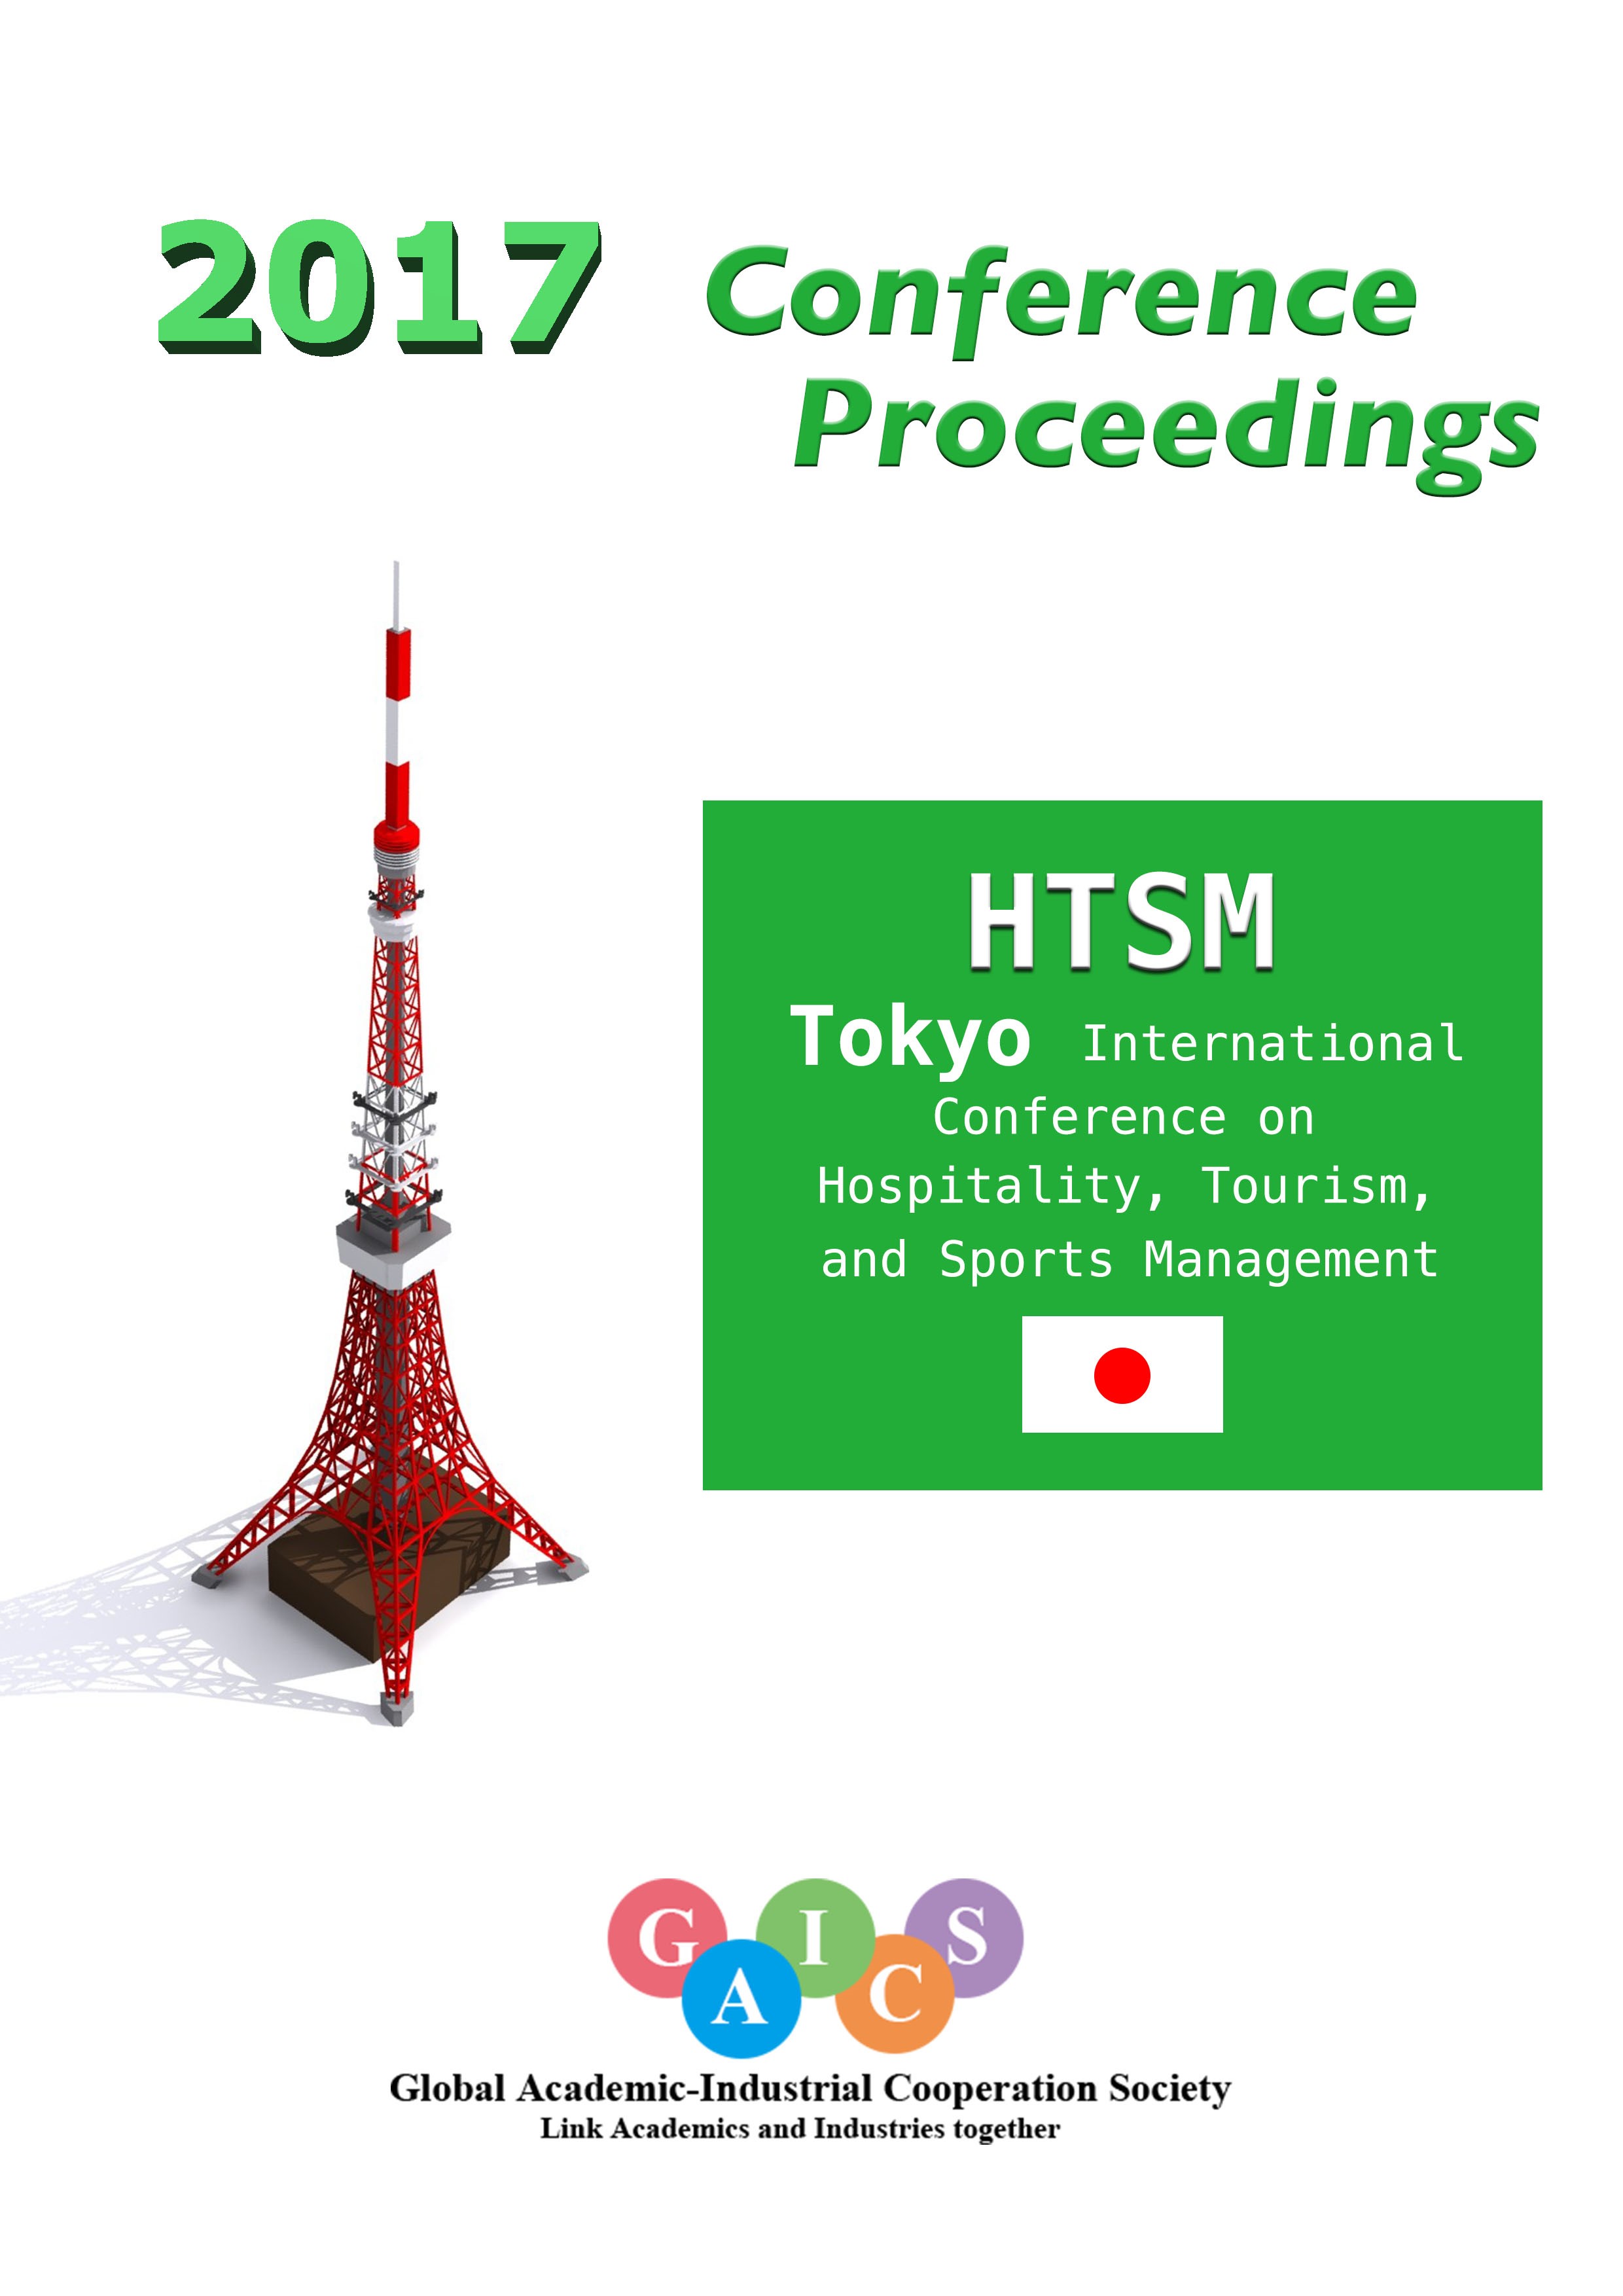 2017
Conference
Proceedings
HTSM
Tokyo International
Conference on
Hospitality, Tourism,
and Sports Management
G A I C S
Global Academic-Industrial Cooperation Society
Link Academics and Industries together